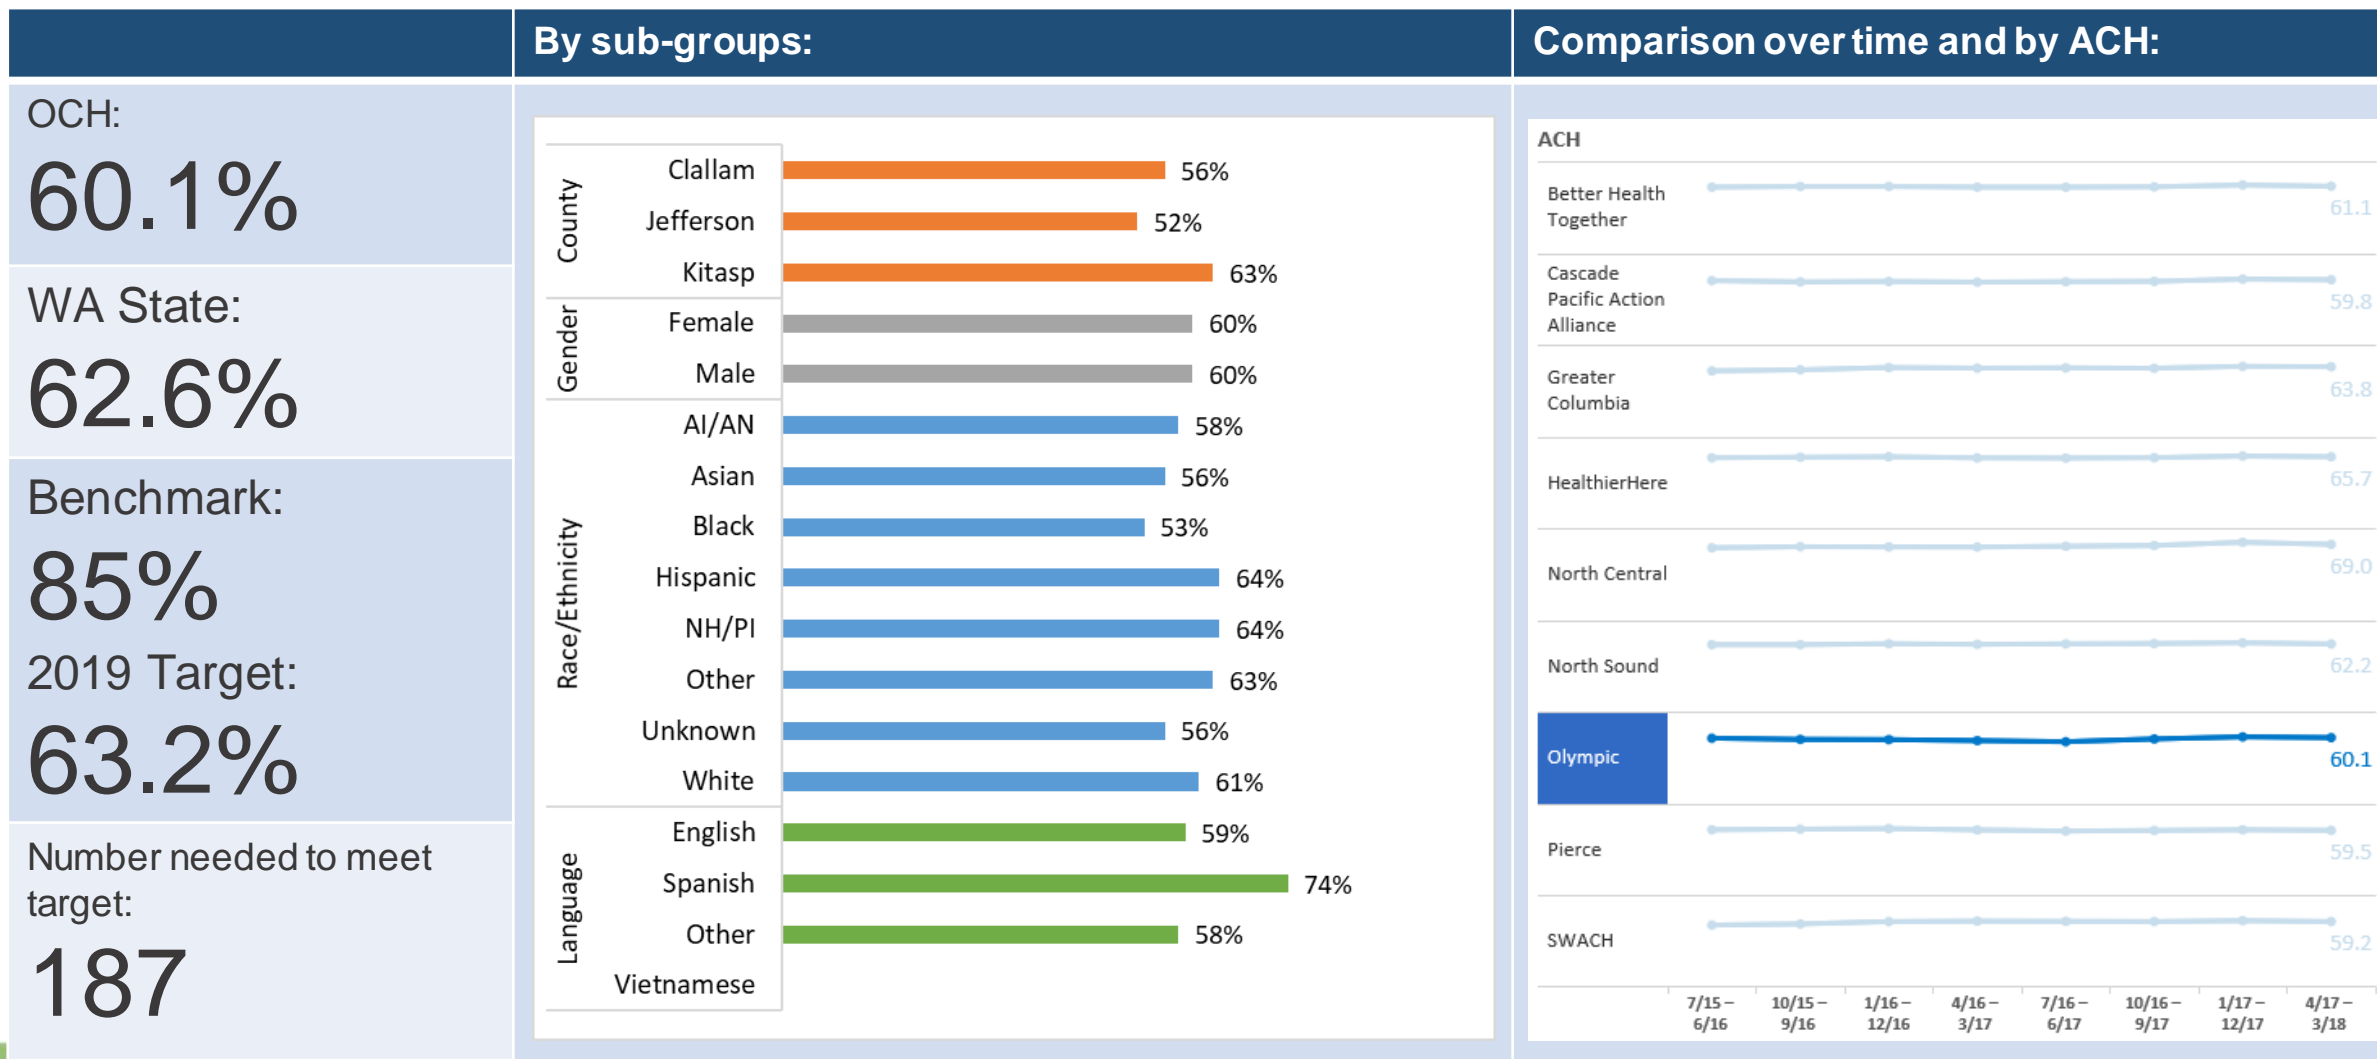 By sub-groups:
Comparison over time and by ACH:
OCH:
60.1%
WA State:
62.6%
Benchmark:
85%
2019 Target:
63.2%
Number needed to meet
target:
187
County
Clallam
56%
Jefferson
52%
Kitasp
63%
Gender
Female
60%
Male
60%
Race/Ethnicity
AI/AN
58%
Asian
56%
Black
53%
Hispanic
64%
NH/PI
64%
Other
63%
Unknown
56%
White
61%
Language
English
59%
Spanish
74%
Other
58%
Vietnamese
ACH
Better Health
Together
61.1
Cascade
Pacific Action
Alliance
59.8
Greater
Columbia
63.8
HealthierHere
65.7
North Central
69.0
North Sound
62.2
Olympic
60.1
Pierce
59.5
SWACH
59.2
7/15 –
6/16
10/15 –
9/16
1/16 –
12/16
4/16 –
3/17
7/16 –
6/17
10/16 –
9/17
1/17 –
12/17
4/17 –
3/18